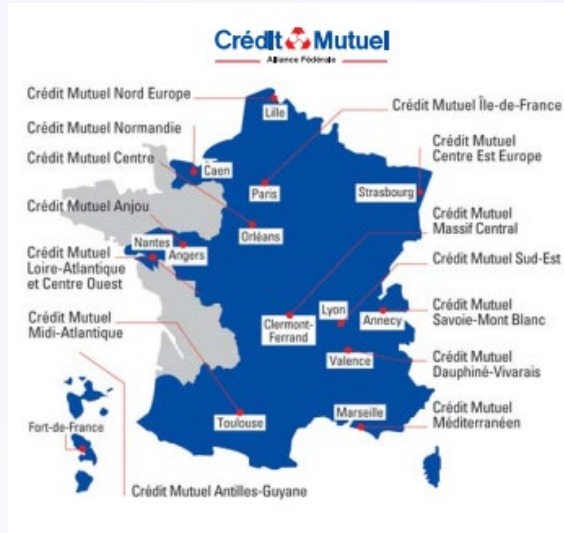 Crédit Mutuel
Alliance Fédérale
Crédit Mutuel Nord Europe
Lille
Crédit Mutuel Île-de-France
Crédit Mutuel Normandie
Caen
Crédit Mutuel
Centre Est Europe
Crédit Mutuel Centre
Paris
Strasbourg
Crédit Mutuel Anjou
Orléans
Crédit Mutuel
Massif Central
Nantes
Angers
Crédit Mutuel
Loire-Atlantique
et Centre Ouest
Crédit Mutuel Sud-Est
Lyon
Annecy
Crédit Mutuel
Savoie-Mont Blanc
Crédit Mutuel
Midi-Atlantique
Clermont-
Ferrand
Valence
Crédit Mutuel
Dauphiné-Vivarais
Marseille
Crédit Mutuel
Méditerranéen
Toulouse
Fort-de-France
Crédit Mutuel Antilles-Guyane